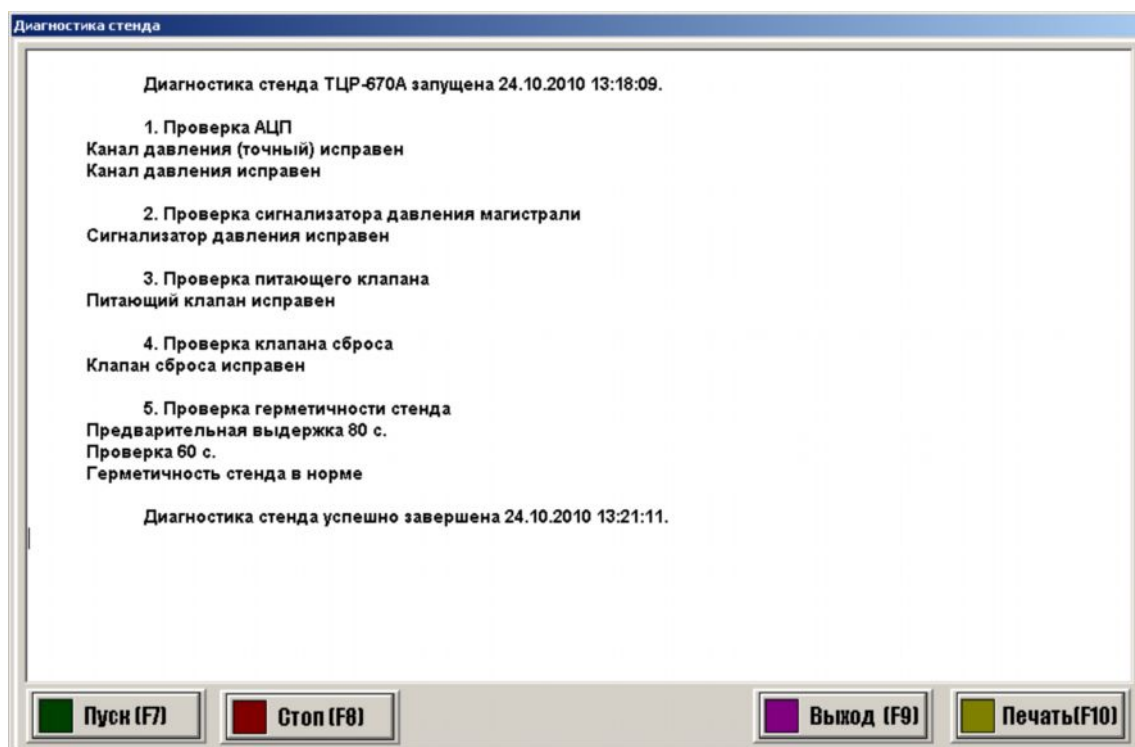 Диагностика стенда
Диагностика стенда ТЦР-670А запущена 24.10.2010 13:18:09.
1. Проверка АЦП
Канал давления (точный) исправен
Канал давления исправен
2. Проверка сигнализатора давления магистрали
Сигнализатор давления исправен
3. Проверка питающего клапана
Питающий клапан исправен
4. Проверка клапана сброса
Клапан сброса исправен
5. Проверка герметичности стенда
Предварительная выдержка 80 с.
Проверка 60 с.
Герметичность стенда в норме
Диагностика стенда успешно завершена 24.10.2010 13:21:11.
Пуск (F7)
Стоп (F8)
Выход (F9)
Печать(F10)